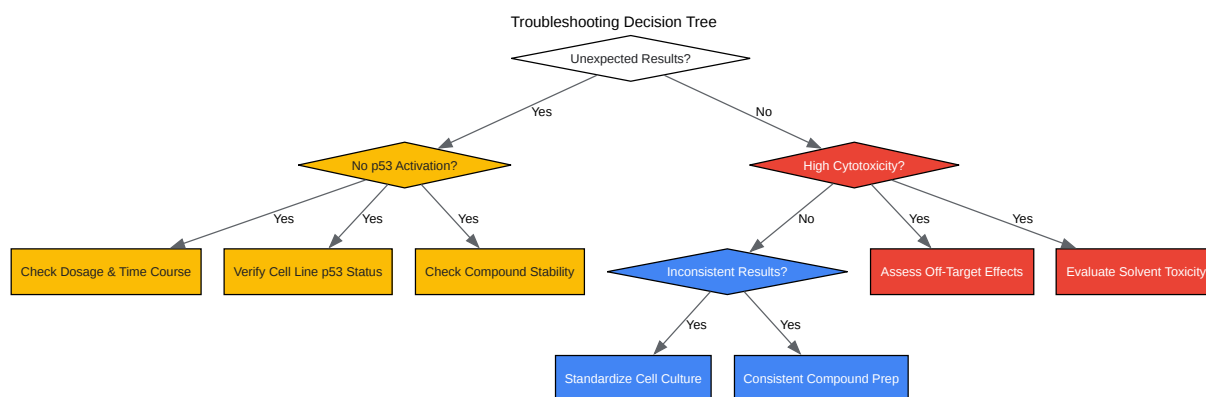 Troubleshooting Decision Tree
Unexpected Results?
Yes
No
No p53 Activation?
High Cytotoxicity?
Yes
Yes
Yes
No
Yes
Yes
Check Dosage & Time Course
Verify Cell Line p53 Status
Check Compound Stability
Inconsistent Results?
Assess Off-Target Effects
Evaluate Solvent Toxicity
Yes
Yes
Standardize Cell Culture
Consistent Compound Prep